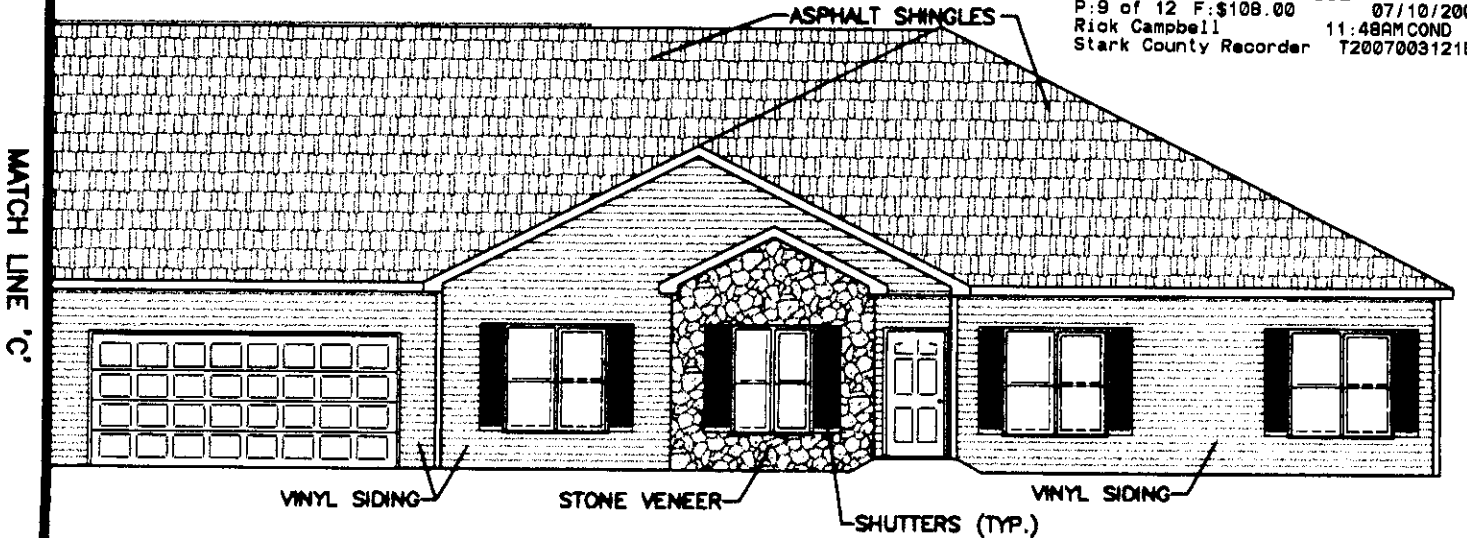 P:9 of 12 F:$108.00 07/10/200
Rick Campbell 11:48AM COND
Stark County Recorder T2007003121
ASPHALT SHINGLES
MATCH LINE 'C'
VINYL SIDING
STONE VENEER
VINYL SIDING
SHUTTERS (TYP.)